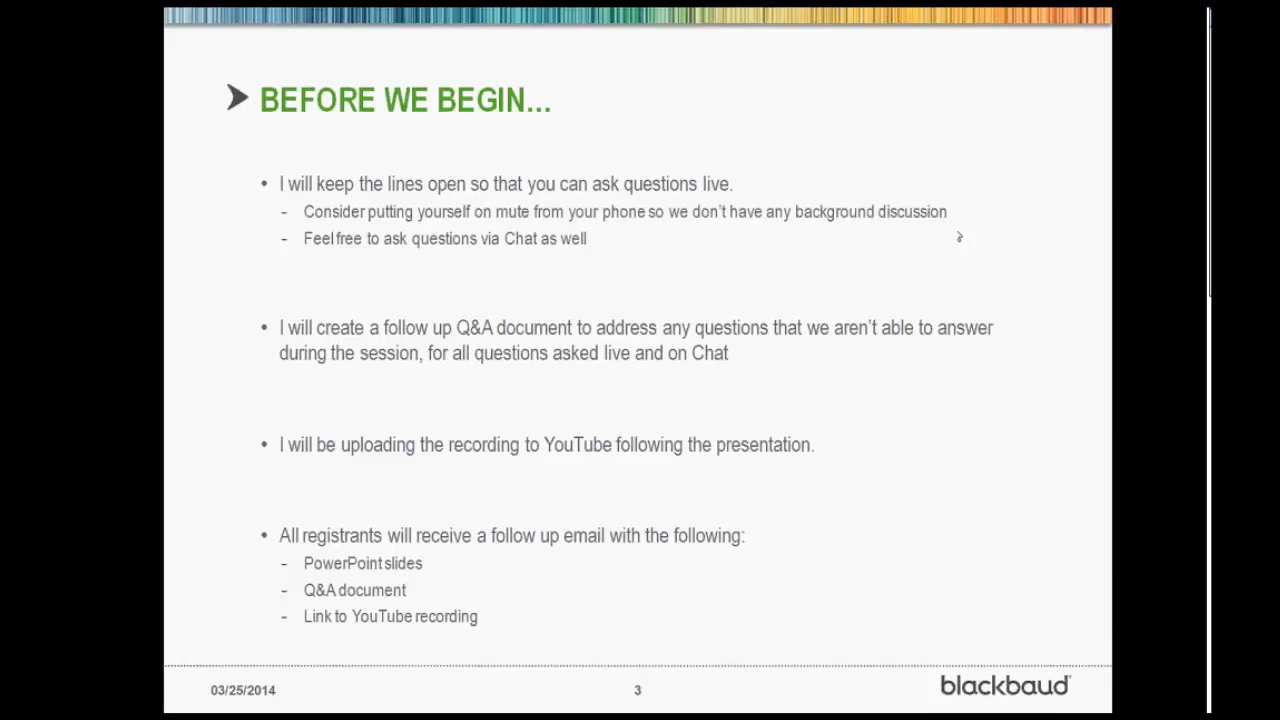 BEFORE WE BEGIN...
• I will keep the lines open so that you can ask questions live.
- Consider putting yourself on mute from your phone so we don't have any background discussion
- Feel free to ask questions via Chat as well
• I will create a follow up Q&A document to address any questions that we aren't able to answer
during the session, for all questions asked live and on Chat
• I will be uploading the recording to YouTube following the presentation.
• All registrants will receive a follow up email with the following:
- PowerPoint slides
- Q&A document
- Link to YouTube recording
03/25/2014
3
blackbaud